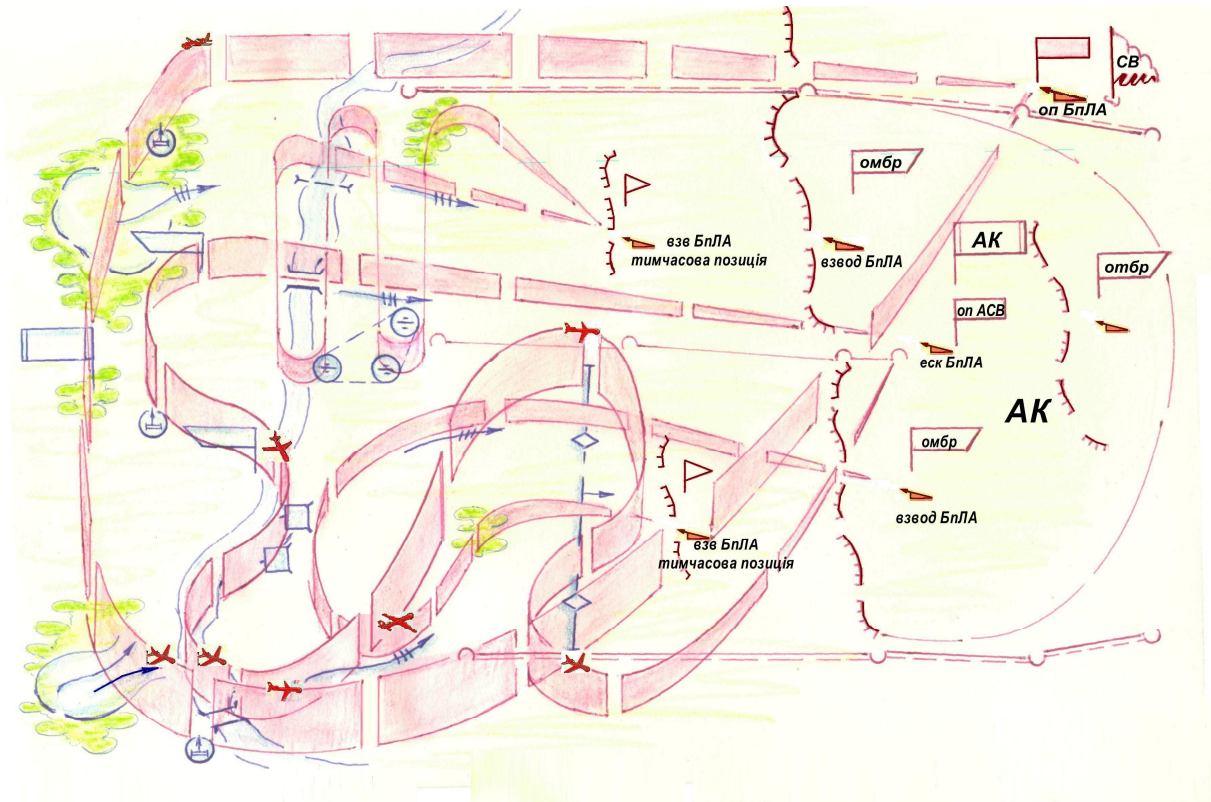 СВ
оп БпЛА
омбр
взв БпЛА
тимчасова позиція
взвод БпЛА
АК
отбр
оп АСВ
еск БпЛА
АК
омбр
взвод БпЛА
взв БпЛА
тимчасова позиція